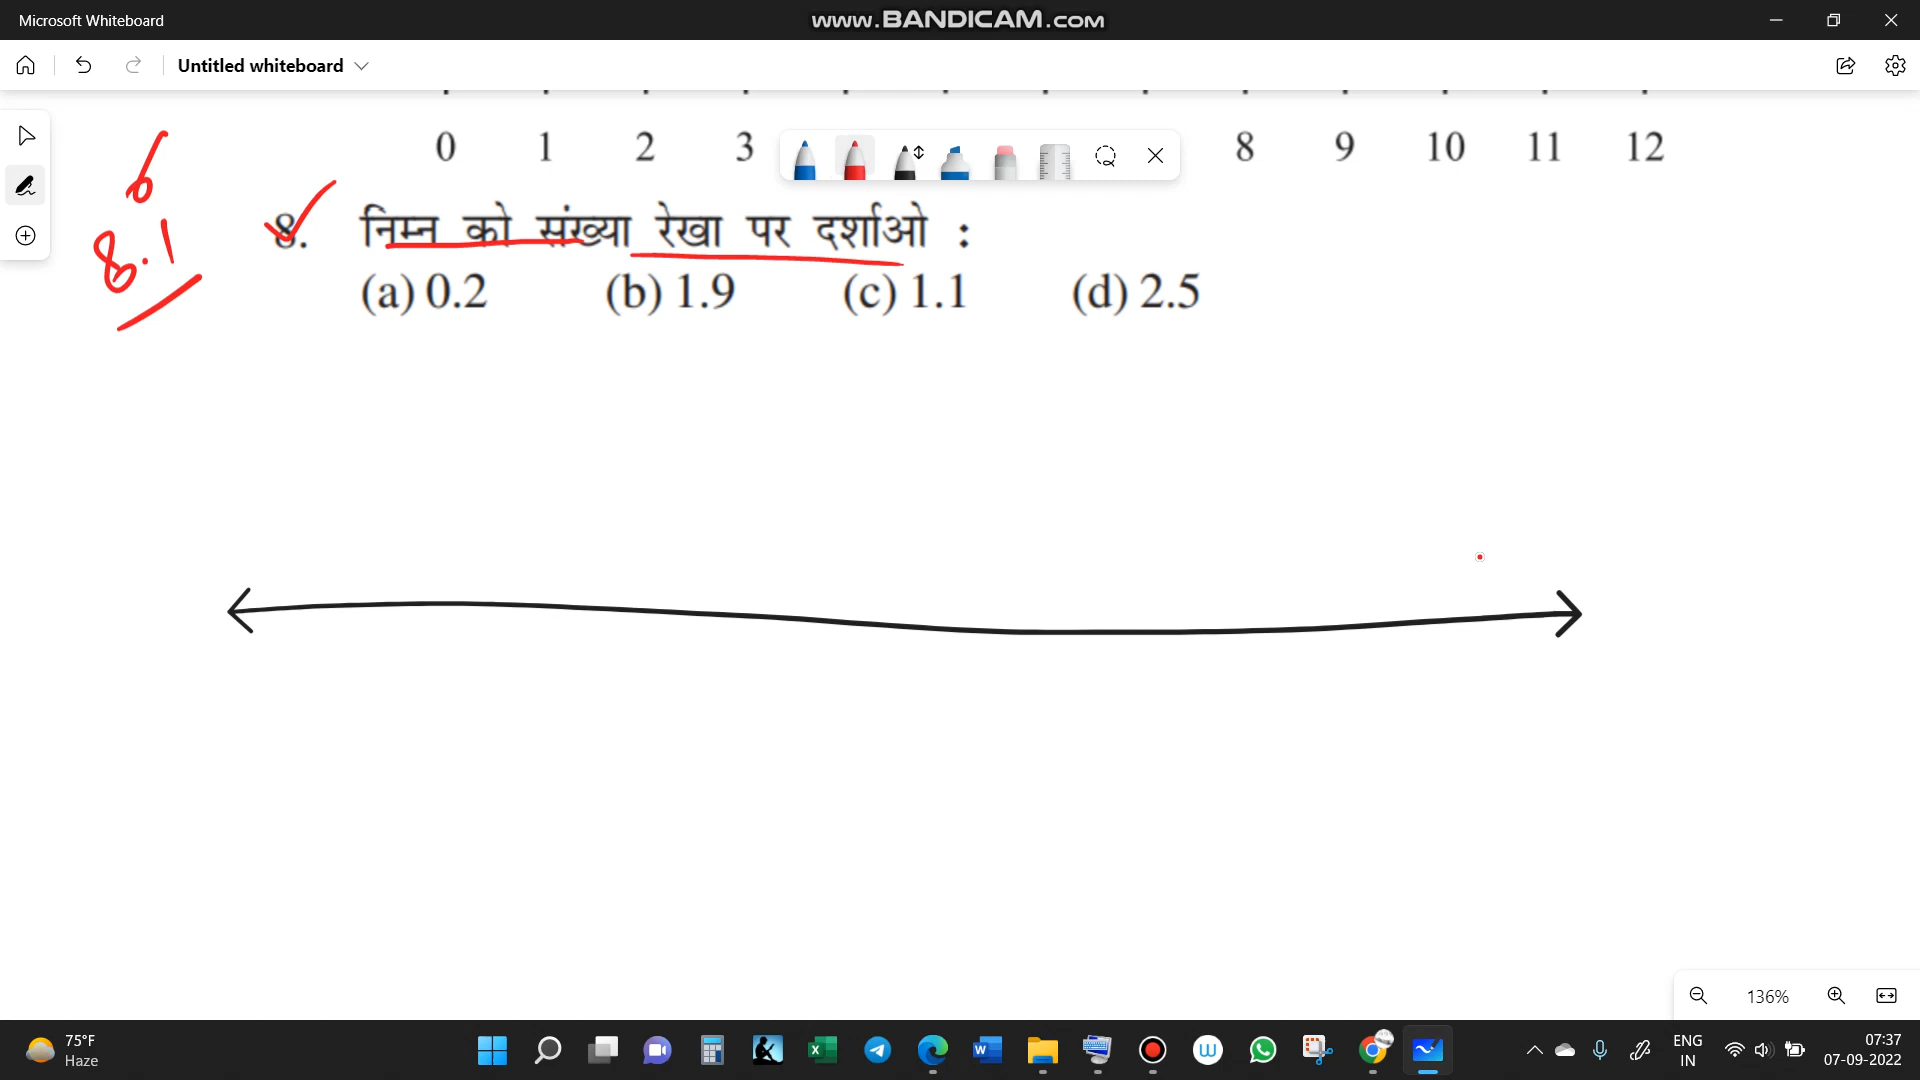 Microsoft Whiteboard
www.BANDICAM.com
Untitled whiteboard
0 1 2 3 8 9 10 11 12
6
8.1
8. निम्न को संख्या रेखा पर दर्शाओ :
(a) 0.2 (b) 1.9 (c) 1.1 (d) 2.5
136%
75°F
Haze
ENG
IN
07:37
07-09-2022